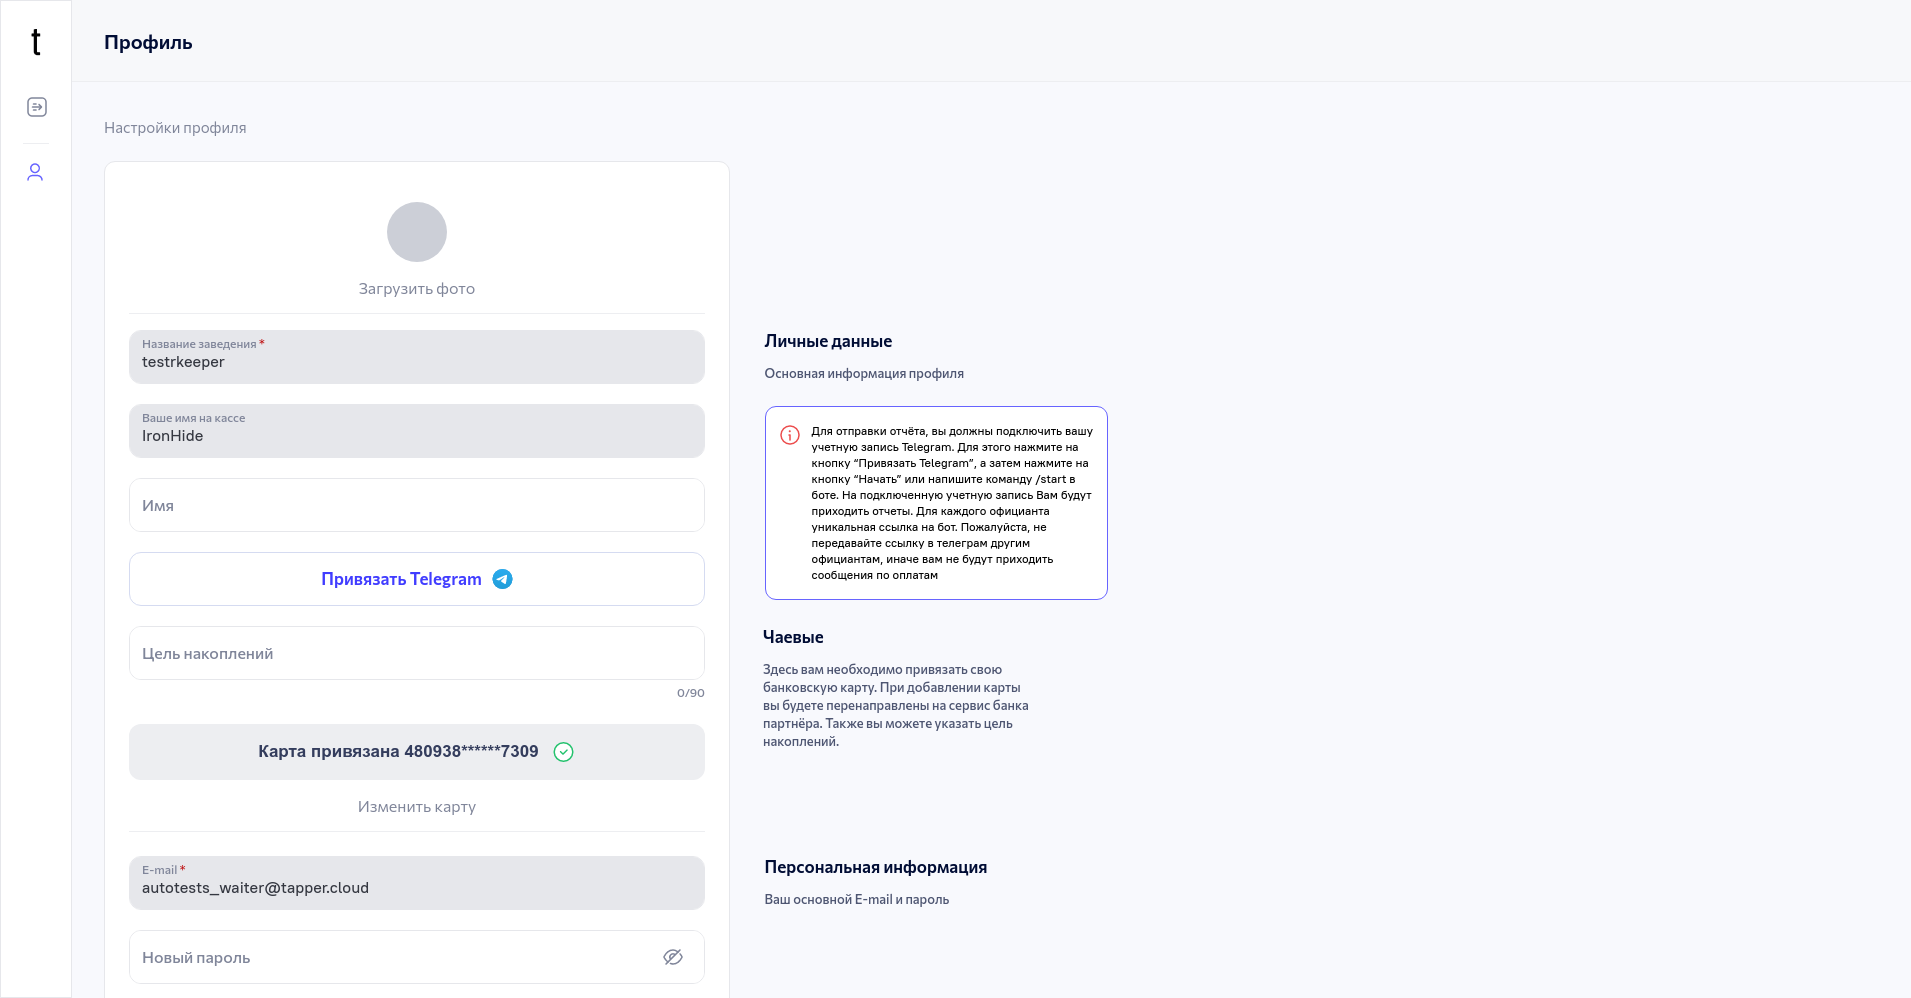 t
Профиль
Настройки профиля
Загрузить фото
Название заведения *
testrkeeper
Ваше имя на кассе
IronHide
Имя
Привязать Telegram
Цель накоплений
0/90
Карта привязана 480938******7309
Изменить карту
E-mail *
autotests_waiter@tapper.cloud
Новый пароль
Личные данные
Основная информация профиля
Для отправки отчёта, вы должны подключить вашу
учетную запись Telegram. Для этого нажмите на
кнопку “Привязать Telegram”, а затем нажмите на
кнопку “Начать” или напишите команду /start в
боте. На подключенную учетную запись Вам будут
приходить отчеты. Для каждого официанта
уникальная ссылка на бот. Пожалуйста, не
передавайте ссылку в телеграм другим
официантам, иначе вам не будут приходить
сообщения по оплатам
Чаевые
Здесь вам необходимо привязать свою
банковскую карту. При добавлении карты
вы будете перенаправлены на сервис банка
партнёра. Также вы можете указать цель
накоплений.
Персональная информация
Ваш основной E-mail и пароль